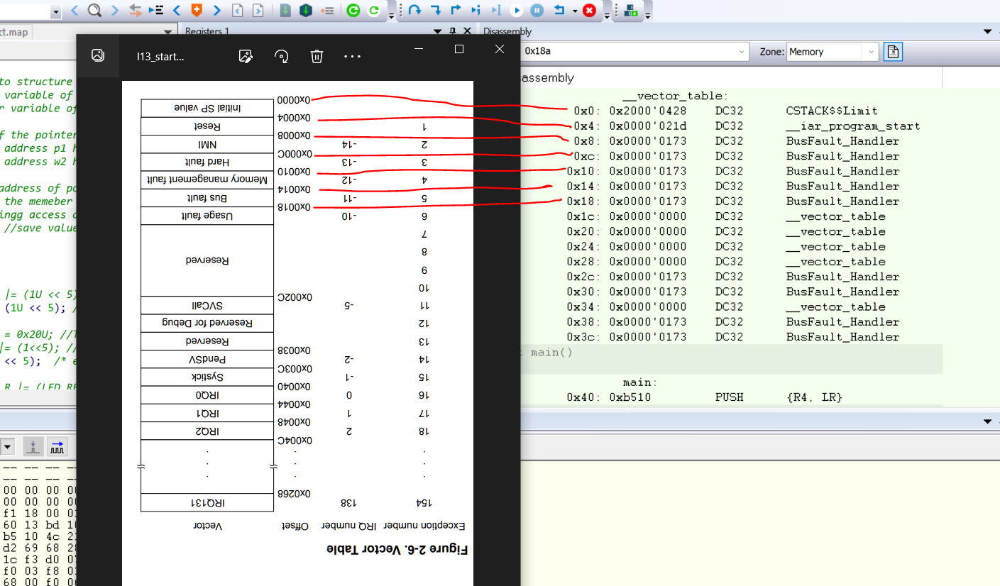 ct.map
Registers 1
Disassembly
l13_start...
0x18a
Zone: Memory
to structure
variable of
r variable of
f the pointer
address p1 h
address w2 h
address of po
the memeber
ingg access o
//save value
|= (1U << 5)
(1U << 5); /
= 0x20U; //T
|= (1<<5); //
<< 5); /* e
R |= (LED RE
assembly
__vector_table:
0x0: 0x2000'0428 DC32 CSTACK$$Limit
0x4: 0x0000'021d DC32 __iar_program_start
0x8: 0x0000'0173 DC32 BusFault_Handler
0xc: 0x0000'0173 DC32 BusFault_Handler
0x10: 0x0000'0173 DC32 BusFault_Handler
0x14: 0x0000'0173 DC32 BusFault_Handler
0x18: 0x0000'0173 DC32 BusFault_Handler
0x1c: 0x0000'0000 DC32 __vector_table
0x20: 0x0000'0000 DC32 __vector_table
0x24: 0x0000'0000 DC32 __vector_table
0x28: 0x0000'0000 DC32 __vector_table
0x2c: 0x0000'0173 DC32 BusFault_Handler
0x30: 0x0000'0173 DC32 BusFault_Handler
0x34: 0x0000'0000 DC32 __vector_table
0x38: 0x0000'0173 DC32 BusFault_Handler
0x3c: 0x0000'0173 DC32 BusFault_Handler
main()
main:
0x40: 0xb510 PUSH {R4, LR}
Figure 2-6. Vector Table
Exception number IRQ number Offset Vector
154 138 IRQ131
0x0268
. . .
. . .
. . .
0x004C
18 2 IRQ2
0x0048
17 1 IRQ1
0x0044
16 0 IRQ0
0x0040
15 -1 Systick
0x003C
14 -2 PendSV
0x0038
13 Reserved
12 Reserved for Debug
11 -5 SVCall
0x002C
10
9
8
Reserved
7
6 -10 Usage fault
0x0018
5 -11 Bus fault
0x0014
4 -12 Memory management fault
0x0010
3 -13 Hard fault
0x000C
2 -14 NMI
0x0008
1 Reset
0x0004
Initial SP value
0x0000
-- -- -- --
-- -- -- --
00 00 00 00
00 00 00 00
f1 18 00
60 13 bd
b5 10 4c
d2 69 68
1c f3 d0
f0 03 f8
68 00 f0